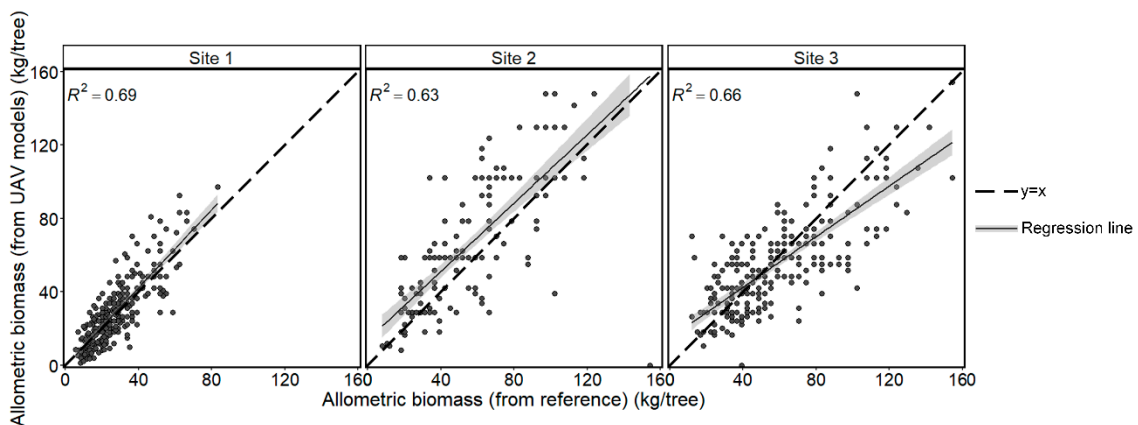 Site 1
Site 2
Site 3
Allometric biomass (from UAV models) (kg/tree)
160
120
80
40
0
R² = 0.69
R² = 0.63
R² = 0.66
0 40 80 120 160
0 40 80 120 160
0 40 80 120 160
Allometric biomass (from reference) (kg/tree)
y=x
Regression line